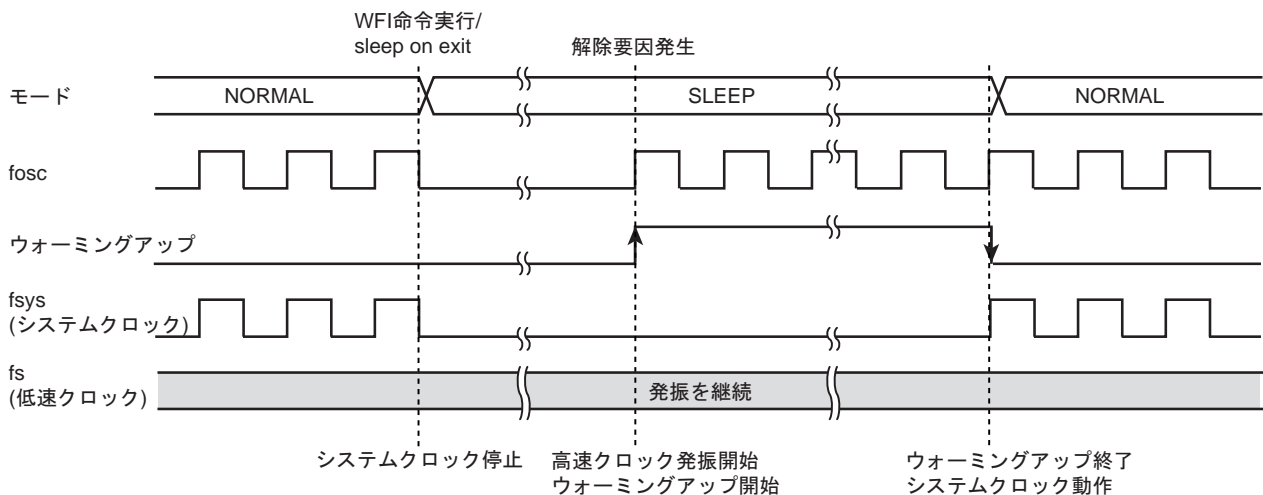 WFI命令実行/
sleep on exit
解除要因発生
モード
NORMAL
SLEEP
NORMAL
fosc
ウォーミングアップ
fsys
(システムクロック)
fs
(低速クロック)
発振を継続
システムクロック停止
高速クロック発振開始
ウォーミングアップ開始
ウォーミングアップ終了
システムクロック動作